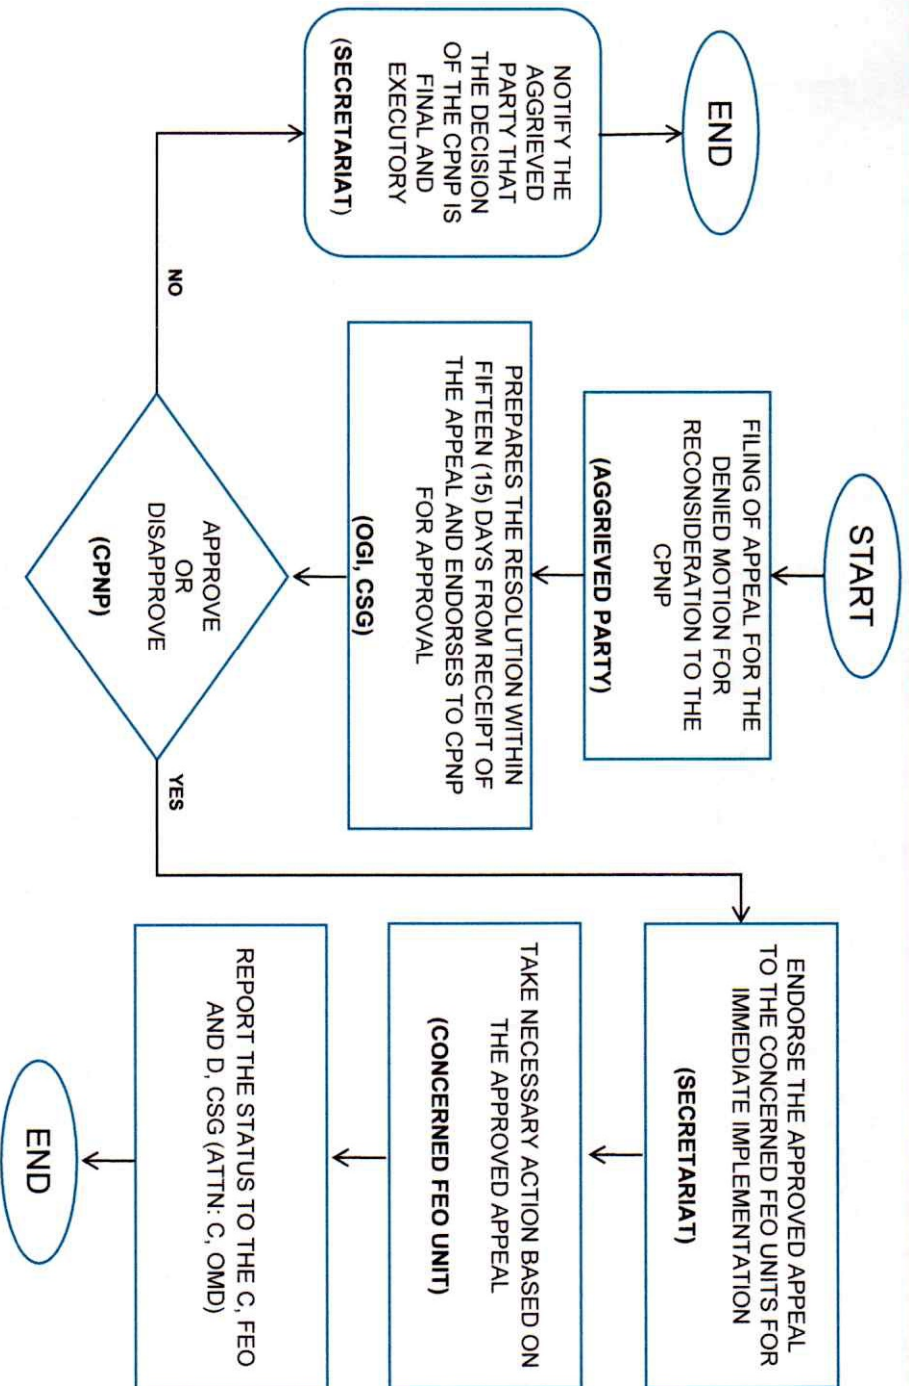 START
FILING OF APPEAL FOR THE
DENIED MOTION FOR
RECONSIDERATION TO THE
CPNP
(AGGRIEVED PARTY)
PREPARES THE RESOLUTION WITHIN
FIFTEEN (15) DAYS FROM RECEIPT OF
THE APPEAL AND ENDORSES TO CPNP
FOR APPROVAL
(OGI, CSG)
APPROVE
OR
DISAPPROVE
(CPNP)
NO
NOTIFY THE
AGGRIEVED
PARTY THAT
THE DECISION
OF THE CPNP IS
FINAL AND
EXECUTORY
(SECRETARIAT)
END
YES
ENDORSE THE APPROVED APPEAL
TO THE CONCERNED FEO UNITS FOR
IMMEDIATE IMPLEMENTATION
(SECRETARIAT)
TAKE NECESSARY ACTION BASED ON
THE APPROVED APPEAL
(CONCERNED FEO UNIT)
REPORT THE STATUS TO THE C, FEO
AND D, CSG (ATTN: C, OMD)
END